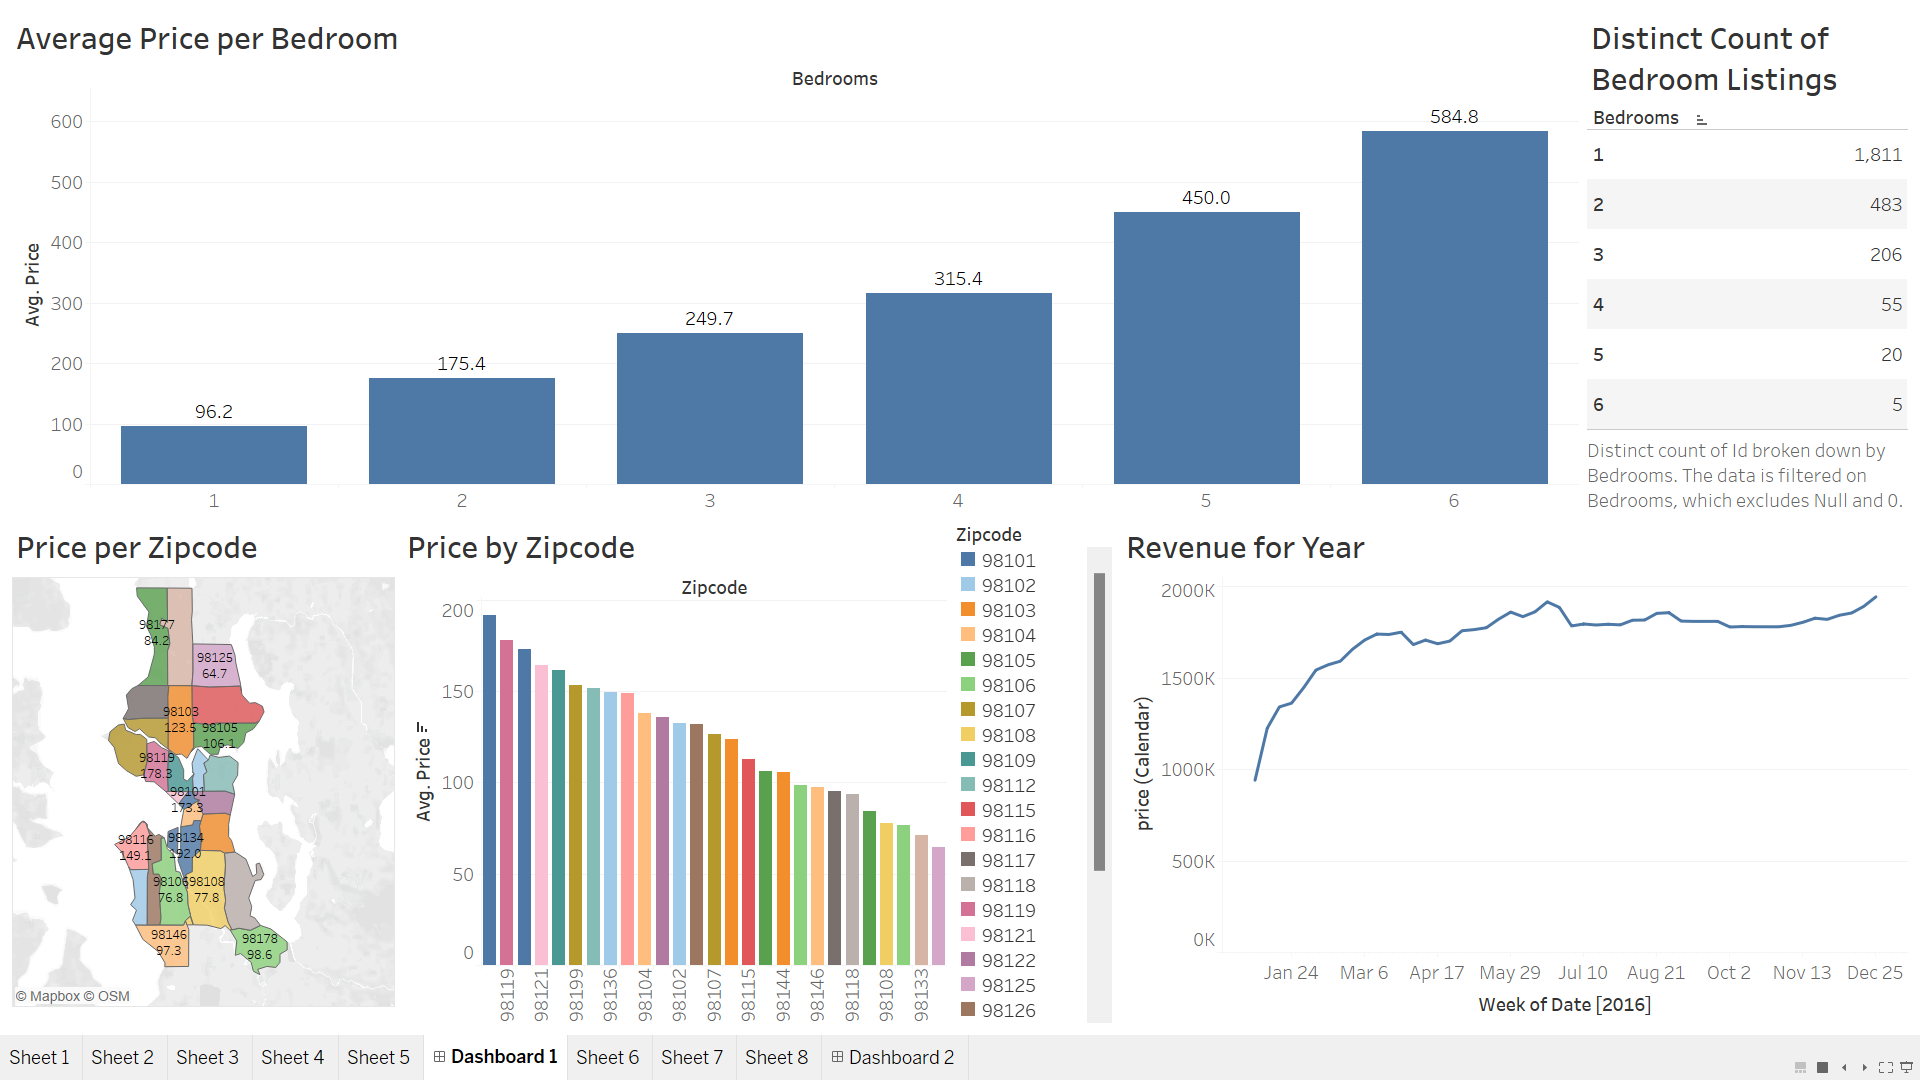 Average Price per Bedroom
Bedrooms
Avg. Price
600
500
400
300
200
100
0
96.2
175.4
249.7
315.4
450.0
584.8
1
2
3
4
5
6
Distinct Count of
Bedroom Listings
Bedrooms
1 1,811
2 483
3 206
4 55
5 20
6 5
Distinct count of Id broken down by
Bedrooms. The data is filtered on
Bedrooms, which excludes Null and 0.
Price per Zipcode
98177
84.2
98125
64.7
98103
123.5
98105
106.1
98119
178.3
98101
173.3
98116
149.1
98134
192.0
98106
76.8
98108
77.8
98146
97.3
98178
98.6
© Mapbox © OSM
Price by Zipcode
Zipcode
Avg. Price
200
150
100
50
0
98119
98121
98199
98136
98104
98102
98107
98115
98144
98146
98118
98108
98133
Zipcode
98101
98102
98103
98104
98105
98106
98107
98108
98109
98112
98115
98116
98117
98118
98119
98121
98122
98125
98126
Revenue for Year
price (Calendar)
2000K
1500K
1000K
500K
0K
Jan 24
Mar 6
Apr 17
May 29
Jul 10
Aug 21
Oct 2
Nov 13
Dec 25
Week of Date [2016]
Sheet 1
Sheet 2
Sheet 3
Sheet 4
Sheet 5
Dashboard 1
Sheet 6
Sheet 7
Sheet 8
Dashboard 2